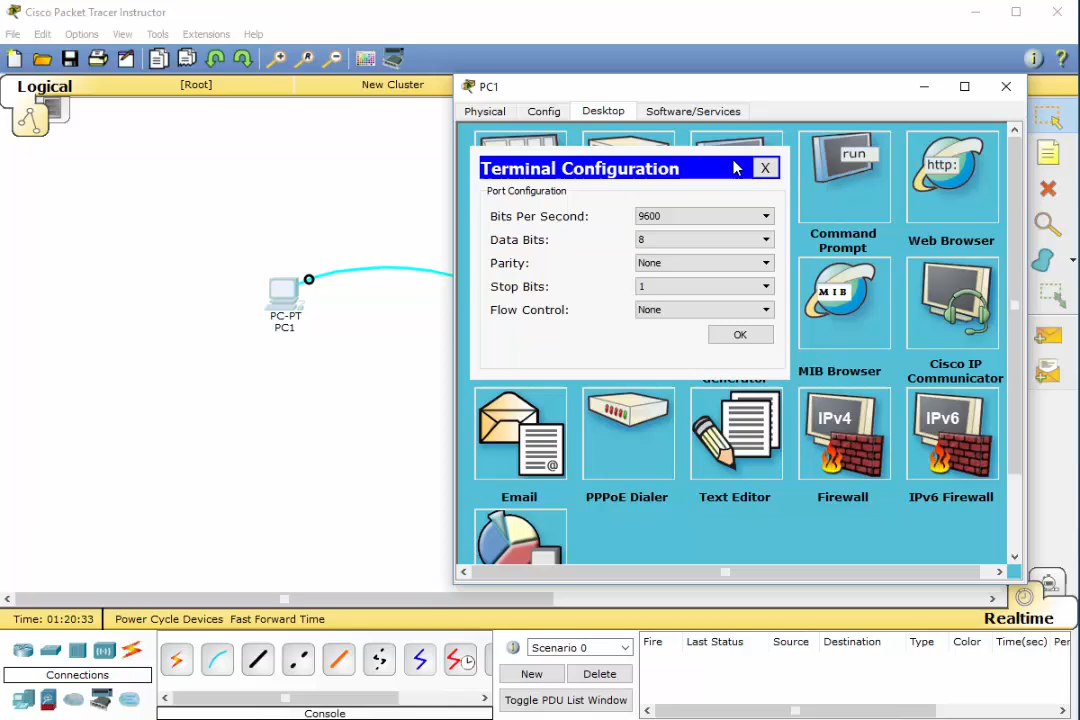 Cisco Packet Tracer Instructor
File Edit Options View Tools Extensions Help
Logical
[Root]
New Cluster
PC1
Physical Config Desktop Software/Services
Terminal Configuration
X
Port Configuration
Bits Per Second: 9600
Data Bits: 8
Parity: None
Stop Bits: 1
Flow Control: None
OK
run
Command
Prompt
http:
Web Browser
MIB
MIB Browser
Cisco IP
Communicator
PC-PT
PC1
Generator
@
Email
PPPoE Dialer
Text Editor
IPv4
Firewall
IPv6
IPv6 Firewall
Time: 01:20:33 Power Cycle Devices Fast Forward Time
Realtime
Connections
Console
Scenario 0
New Delete
Toggle PDU List Window
Fire Last Status Source Destination Type Color Time(sec) Per